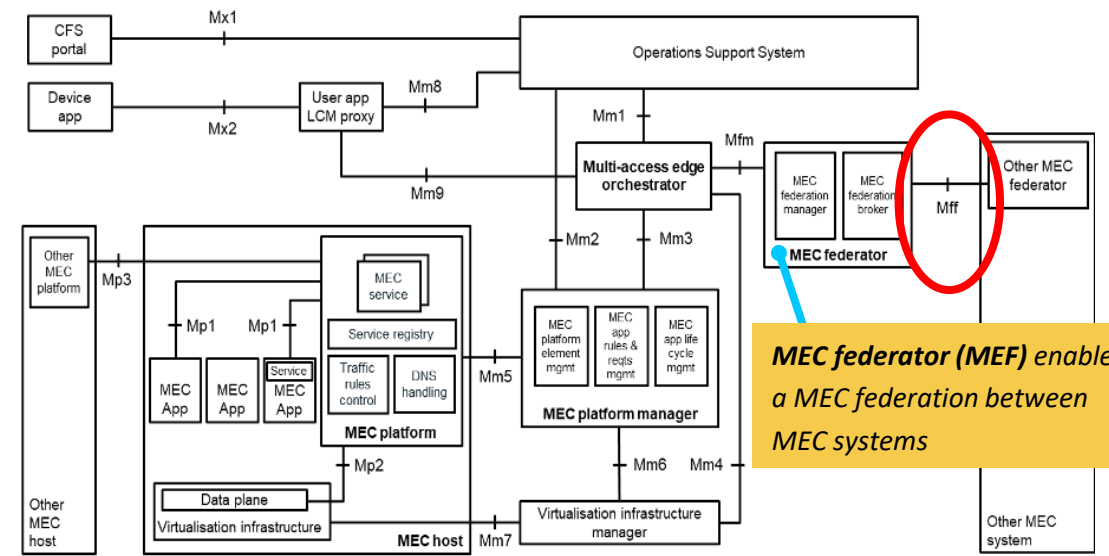 Mx1
CFS
portal
Operations Support System
Device
app
Mx2
User app
LCM proxy
Mm8
Mm1
Mfm
Mm9
Multi-access edge
orchestrator
MEC
federation
manager
MEC
federation
broker
MEC federator
Mff
Other MEC
federator
Mm2
Mm3
Other
MEC
platform
Mp3
MEC
service
Mp1
Mp1
Service registry
Traffic
rules
control
DNS
handling
MEC platform
MEC
App
MEC
App
Service
MEC
App
Mm5
MEC
platform
element
mgmt
MEC
app
rules &
reqts
mgmt
MEC
app life
cycle
mgmt
MEC platform manager
MEC federator (MEF) enable
a MEC federation between
MEC systems
Mp2
Mm6
Mm4
Data plane
Virtualisation infrastructure
MEC host
Mm7
Virtualisation infrastructure
manager
Other
MEC
host
Other MEC
system